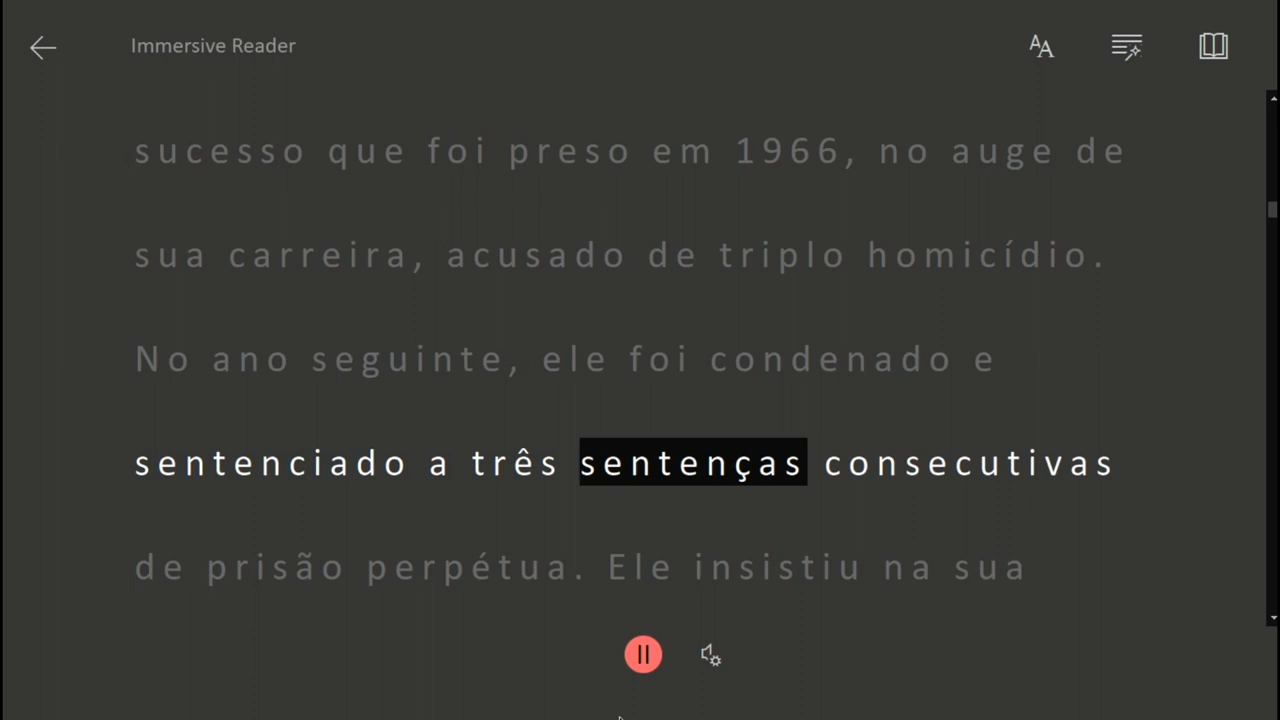 Immersive Reader
sucesso que foi preso em 1966, no auge de
sua carreira, acusado de triplo homicídio.
No ano seguinte, ele foi condenado e
sentenciado a três sentenças consecutivas
de prisão perpétua. Ele insistiu na sua